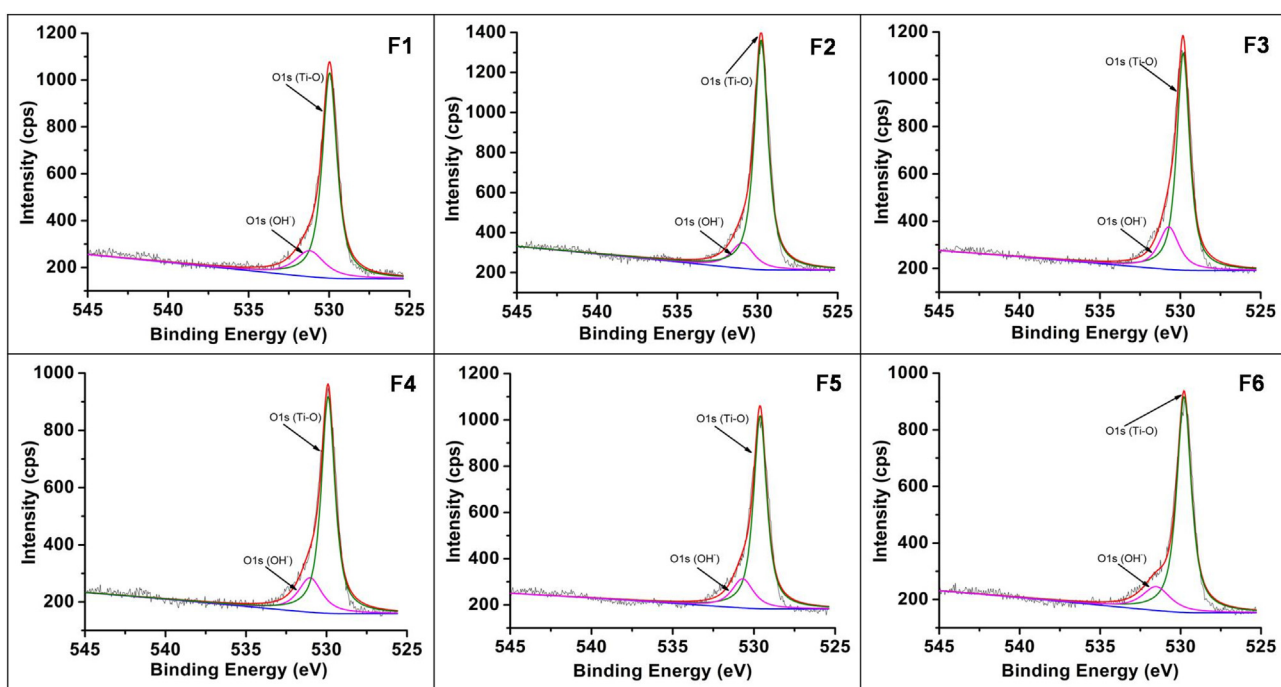 F1
O1s (Ti-O)
O1s (OH⁻)
1200
1000
800
600
400
200
Intensity (cps)
545 540 535 530 525
Binding Energy (eV)
F2
O1s (Ti-O)
O1s (OH⁻)
1400
1200
1000
800
600
400
200
Intensity (cps)
545 540 535 530 525
Binding Energy (eV)
F3
O1s (Ti-O)
O1s (OH⁻)
1200
1000
800
600
400
200
Intensity (cps)
545 540 535 530 525
Binding Energy (eV)
F4
O1s (Ti-O)
O1s (OH⁻)
1000
800
600
400
200
Intensity (cps)
545 540 535 530 525
Binding Energy (eV)
F5
O1s (Ti-O)
O1s (OH⁻)
1200
1000
800
600
400
200
Intensity (cps)
545 540 535 530 525
Binding Energy (eV)
F6
O1s (Ti-O)
O1s (OH⁻)
1000
800
600
400
200
Intensity (cps)
545 540 535 530 525
Binding Energy (eV)